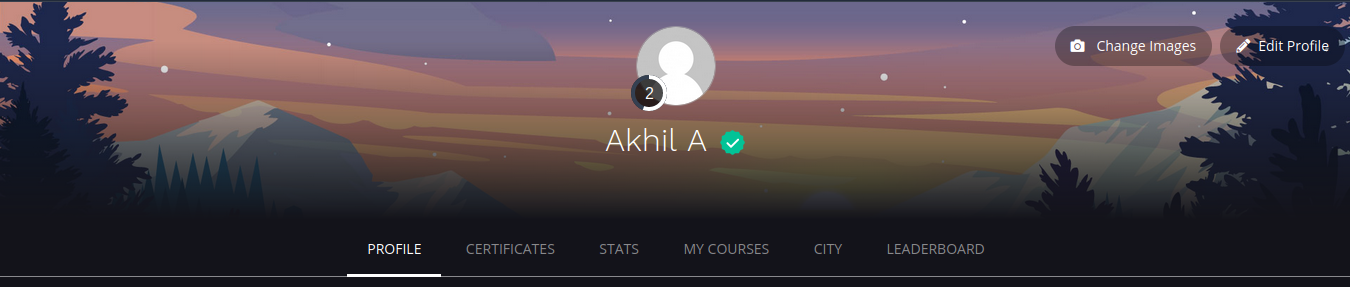 Change Images
Edit Profile
2
Akhil A
PROFILE
CERTIFICATES
STATS
MY COURSES
CITY
LEADERBOARD